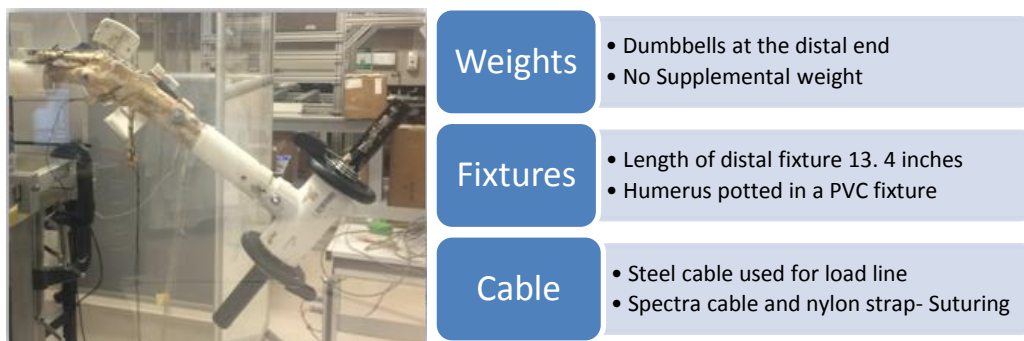 Weights
• Dumbbells at the distal end
• No Supplemental weight
Fixtures
• Length of distal fixture 13. 4 inches
• Humerus potted in a PVC fixture
Cable
• Steel cable used for load line
• Spectra cable and nylon strap- Suturing